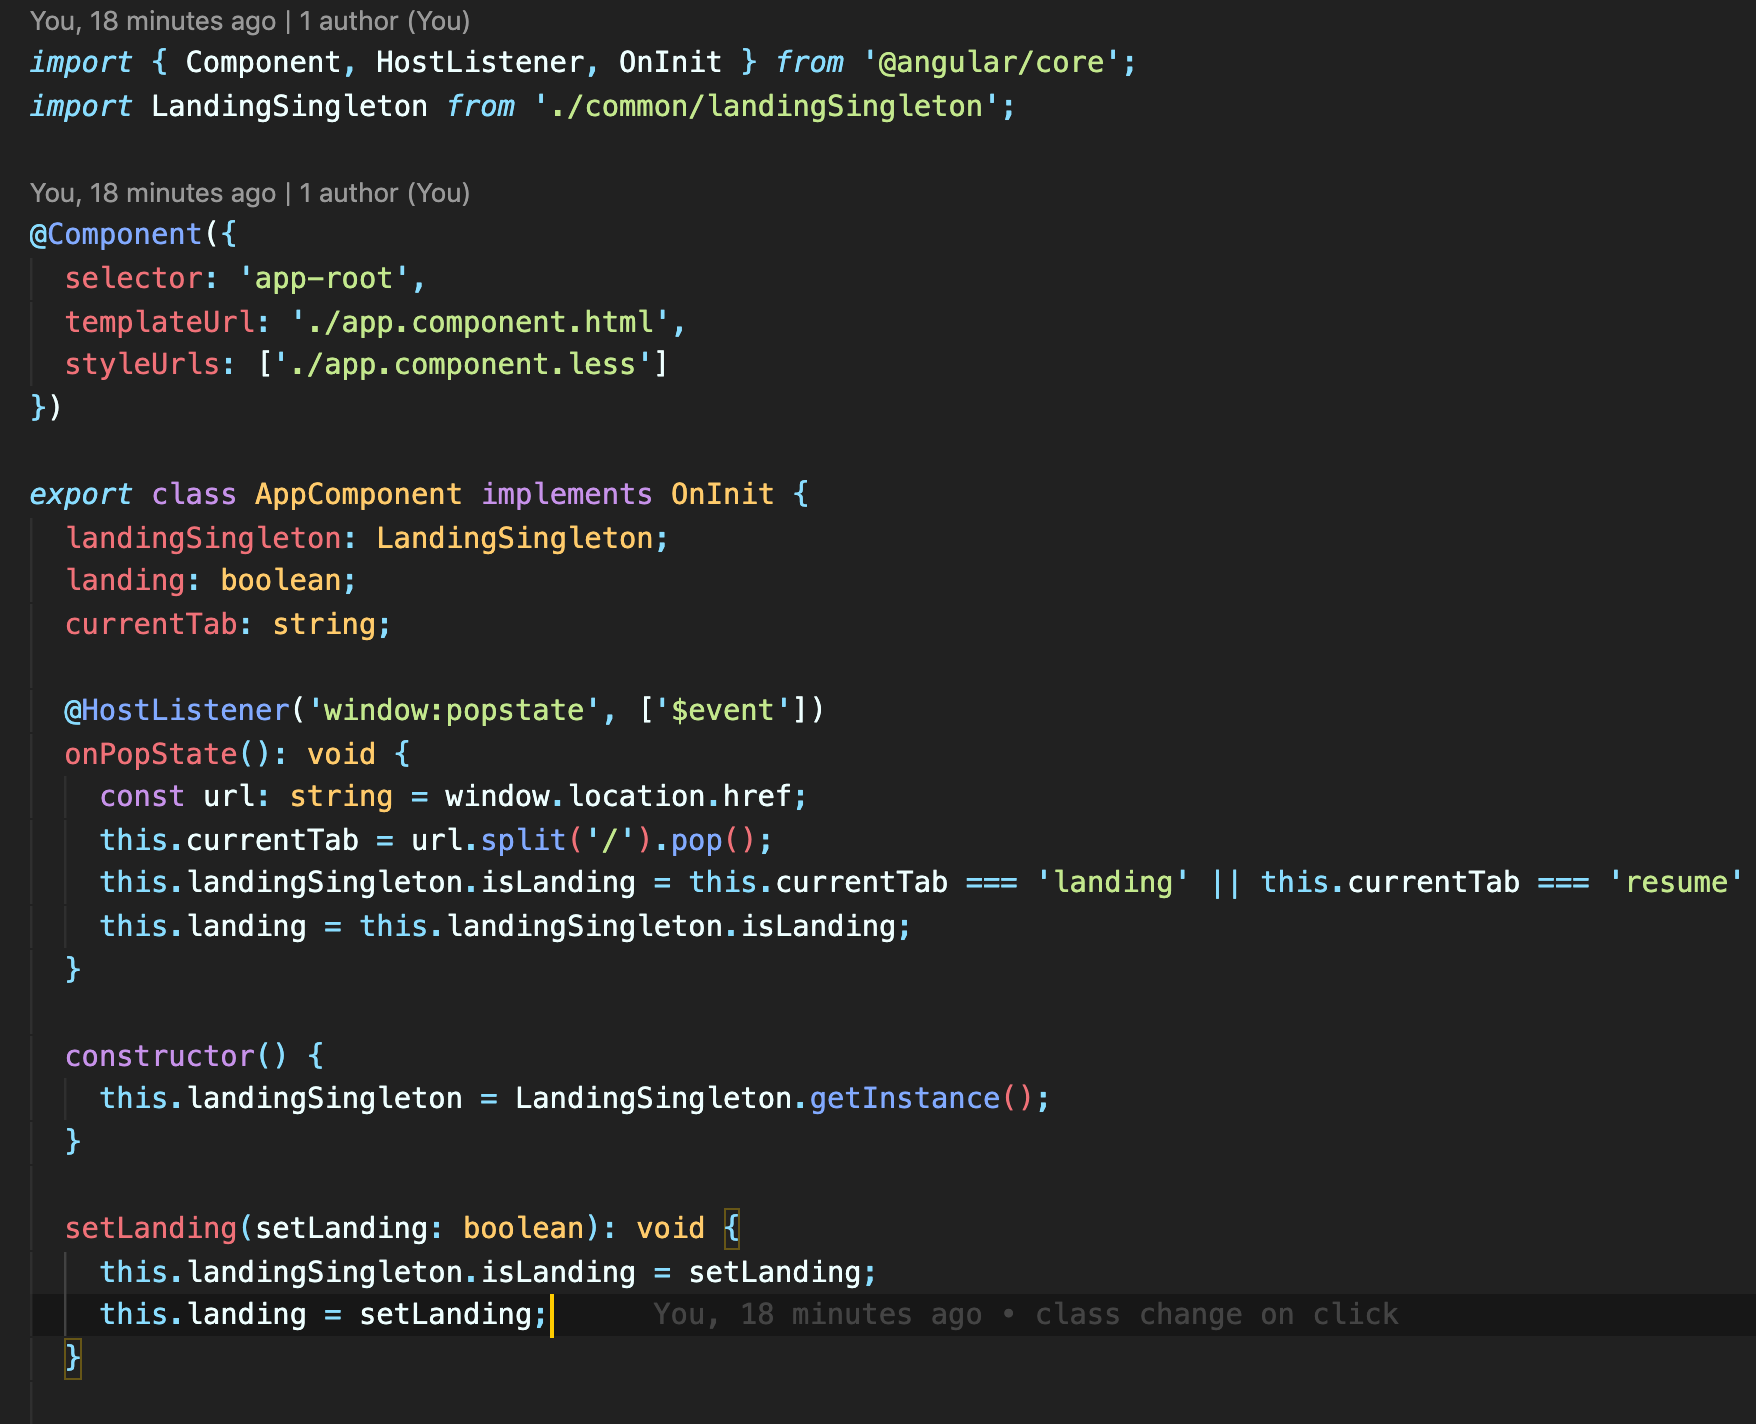 You, 18 minutes ago | 1 author (You)
import { Component, HostListener, OnInit } from '@angular/core';
import LandingSingleton from './common/landingSingleton';
You, 18 minutes ago | 1 author (You)
@Component({
  selector: 'app-root',
  templateUrl: './app.component.html',
  styleUrls: ['./app.component.less']
})
export class AppComponent implements OnInit {
  landingSingleton: LandingSingleton;
  landing: boolean;
  currentTab: string;
  @HostListener('window:popstate', ['$event'])
  onPopState(): void {
    const url: string = window.location.href;
    this.currentTab = url.split('/').pop();
    this.landingSingleton.isLanding = this.currentTab === 'landing' || this.currentTab === 'resume'
    this.landing = this.landingSingleton.isLanding;
  }
  constructor() {
    this.landingSingleton = LandingSingleton.getInstance();
  }
  setLanding(setLanding: boolean): void {
    this.landingSingleton.isLanding = setLanding;
    this.landing = setLanding; You, 18 minutes ago • class change on click
  }